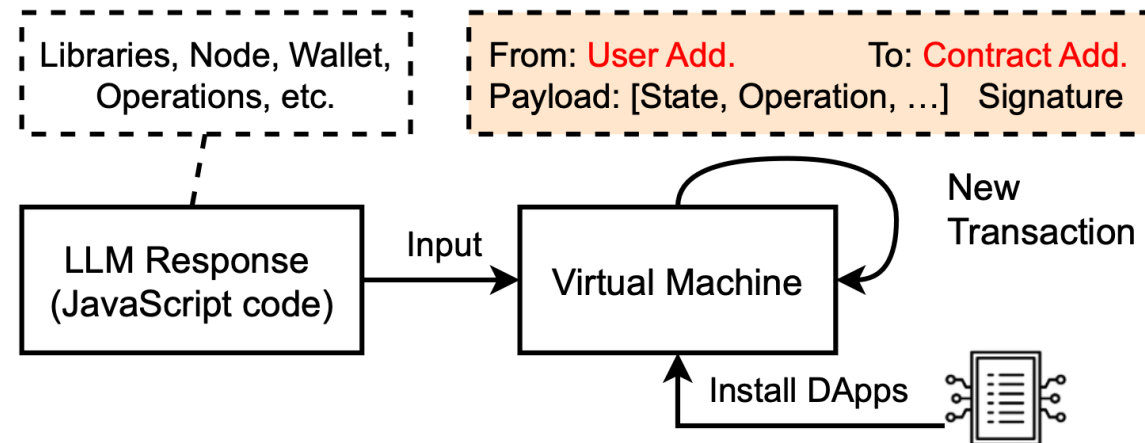 Libraries, Node, Wallet,
Operations, etc.
From: User Add. To: Contract Add.
Payload: [State, Operation, …] Signature
LLM Response
(JavaScript code)
Input
Virtual Machine
New
Transaction
Install DApps